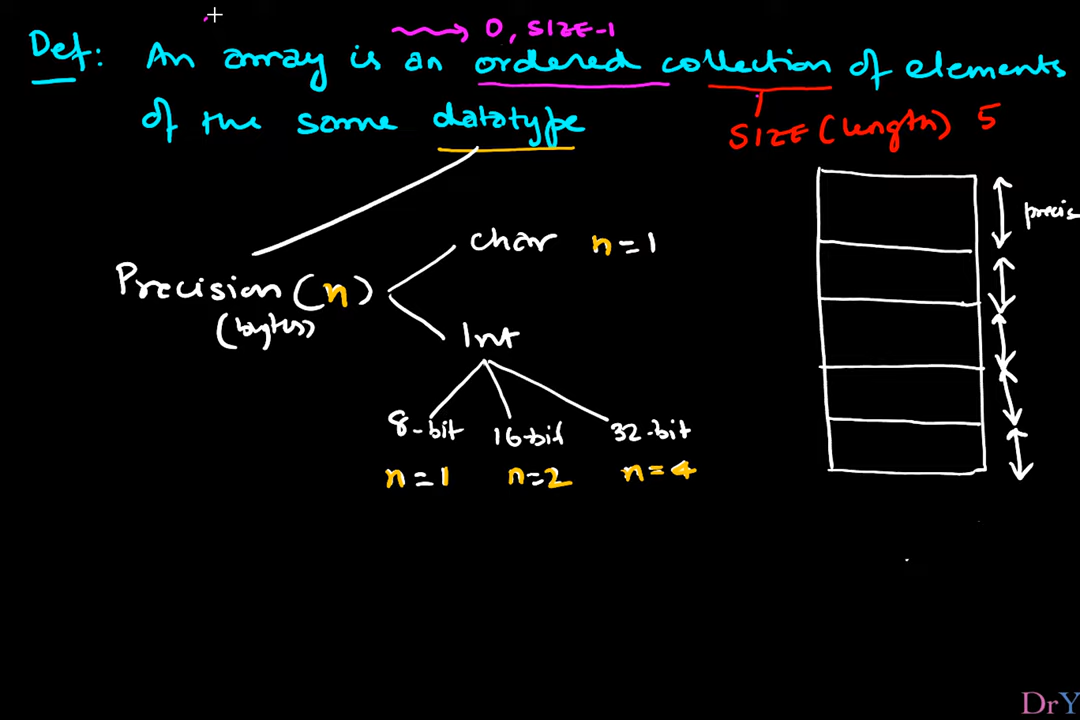 0, SIZE-1
Def: An array is an ordered collection of elements
of the same datatype
SIZE (length) 5
precis
char n=1
Precision (n)
(bytes)
Int
8-bit 16-bit 32-bit
n=1 n=2 n=4
DrY